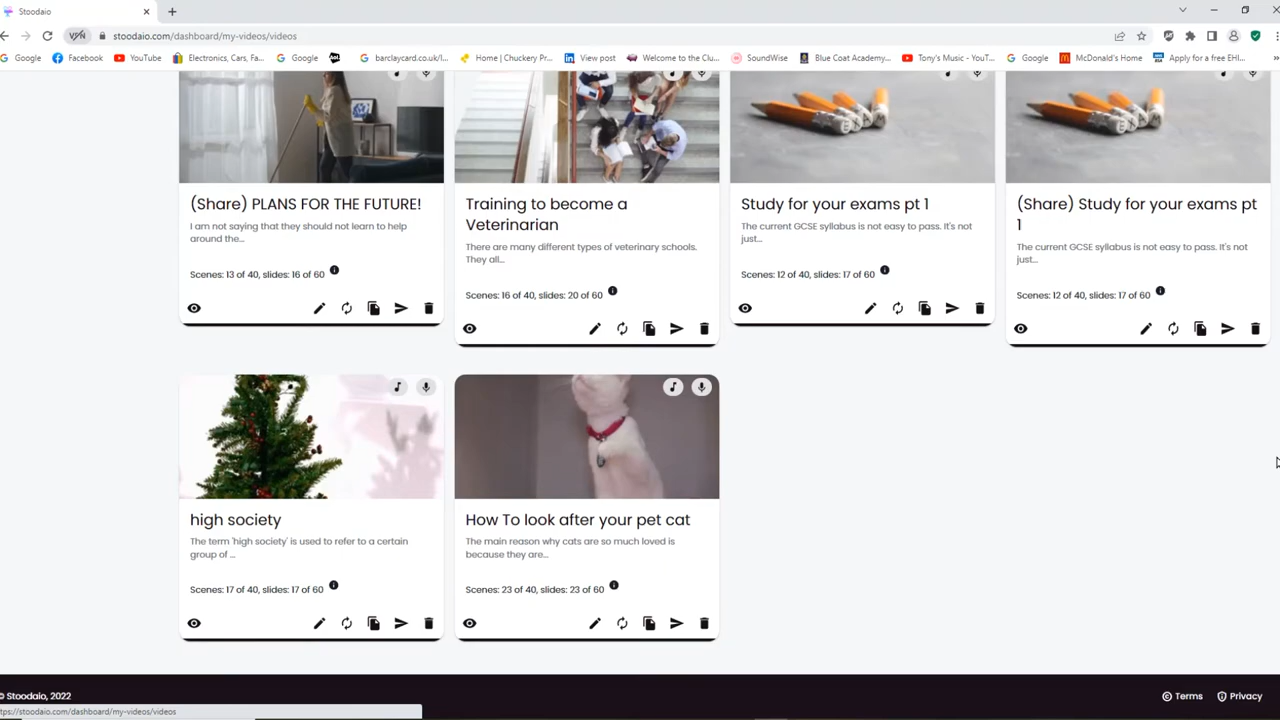 Stoodaio
VPN
stoodaio.com/dashboard/my-videos/videos
Google Facebook YouTube Electronics, Cars, Fa... Google Aol. barclaycard.co.uk/l... Home | Chuckery Pr... View post Welcome to the Clu... SoundWise Blue Coat Academy... Tony's Music - YouT... Google McDonald's Home Apply for a free EHI... »
(Share) PLANS FOR THE FUTURE!
I am not saying that they should not learn to help
around the...
Scenes: 13 of 40, slides: 16 of 60
Training to become a
Veterinarian
There are many different types of veterinary schools.
They all...
Scenes: 16 of 40, slides: 20 of 60
Study for your exams pt 1
The current GCSE syllabus is not easy to pass. It's not
just...
Scenes: 12 of 40, slides: 17 of 60
(Share) Study for your exams pt
1
The current GCSE syllabus is not easy to pass. It's not
just...
Scenes: 12 of 40, slides: 17 of 60
high society
The term 'high society' is used to refer to a certain
group of ...
Scenes: 17 of 40, slides: 17 of 60
How To look after your pet cat
The main reason why cats are so much loved is
because they are...
Scenes: 23 of 40, slides: 23 of 60
© Stoodaio, 2022
Terms Privacy
tps://stoodaio.com/dashboard/my-videos/videos